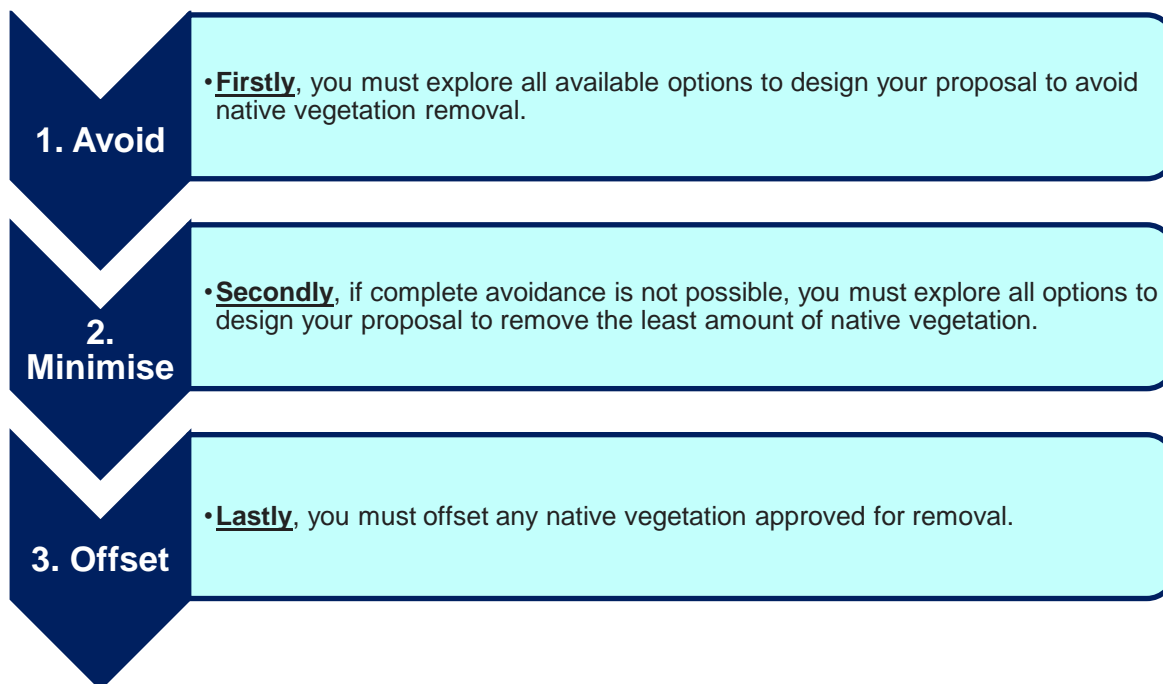 1. Avoid
•Firstly, you must explore all available options to design your proposal to avoid
native vegetation removal.
2.
Minimise
•Secondly, if complete avoidance is not possible, you must explore all options to
design your proposal to remove the least amount of native vegetation.
3. Offset
•Lastly, you must offset any native vegetation approved for removal.